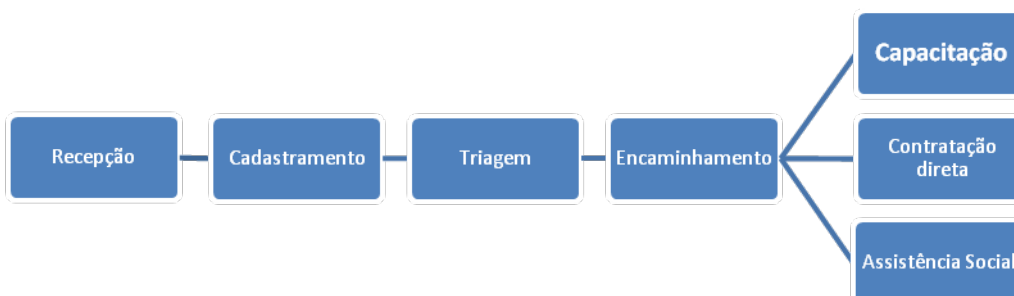 Recepção
Cadastramento
Triagem
Encaminhamento
Capacitação
Contratação
direta
Assistência Social